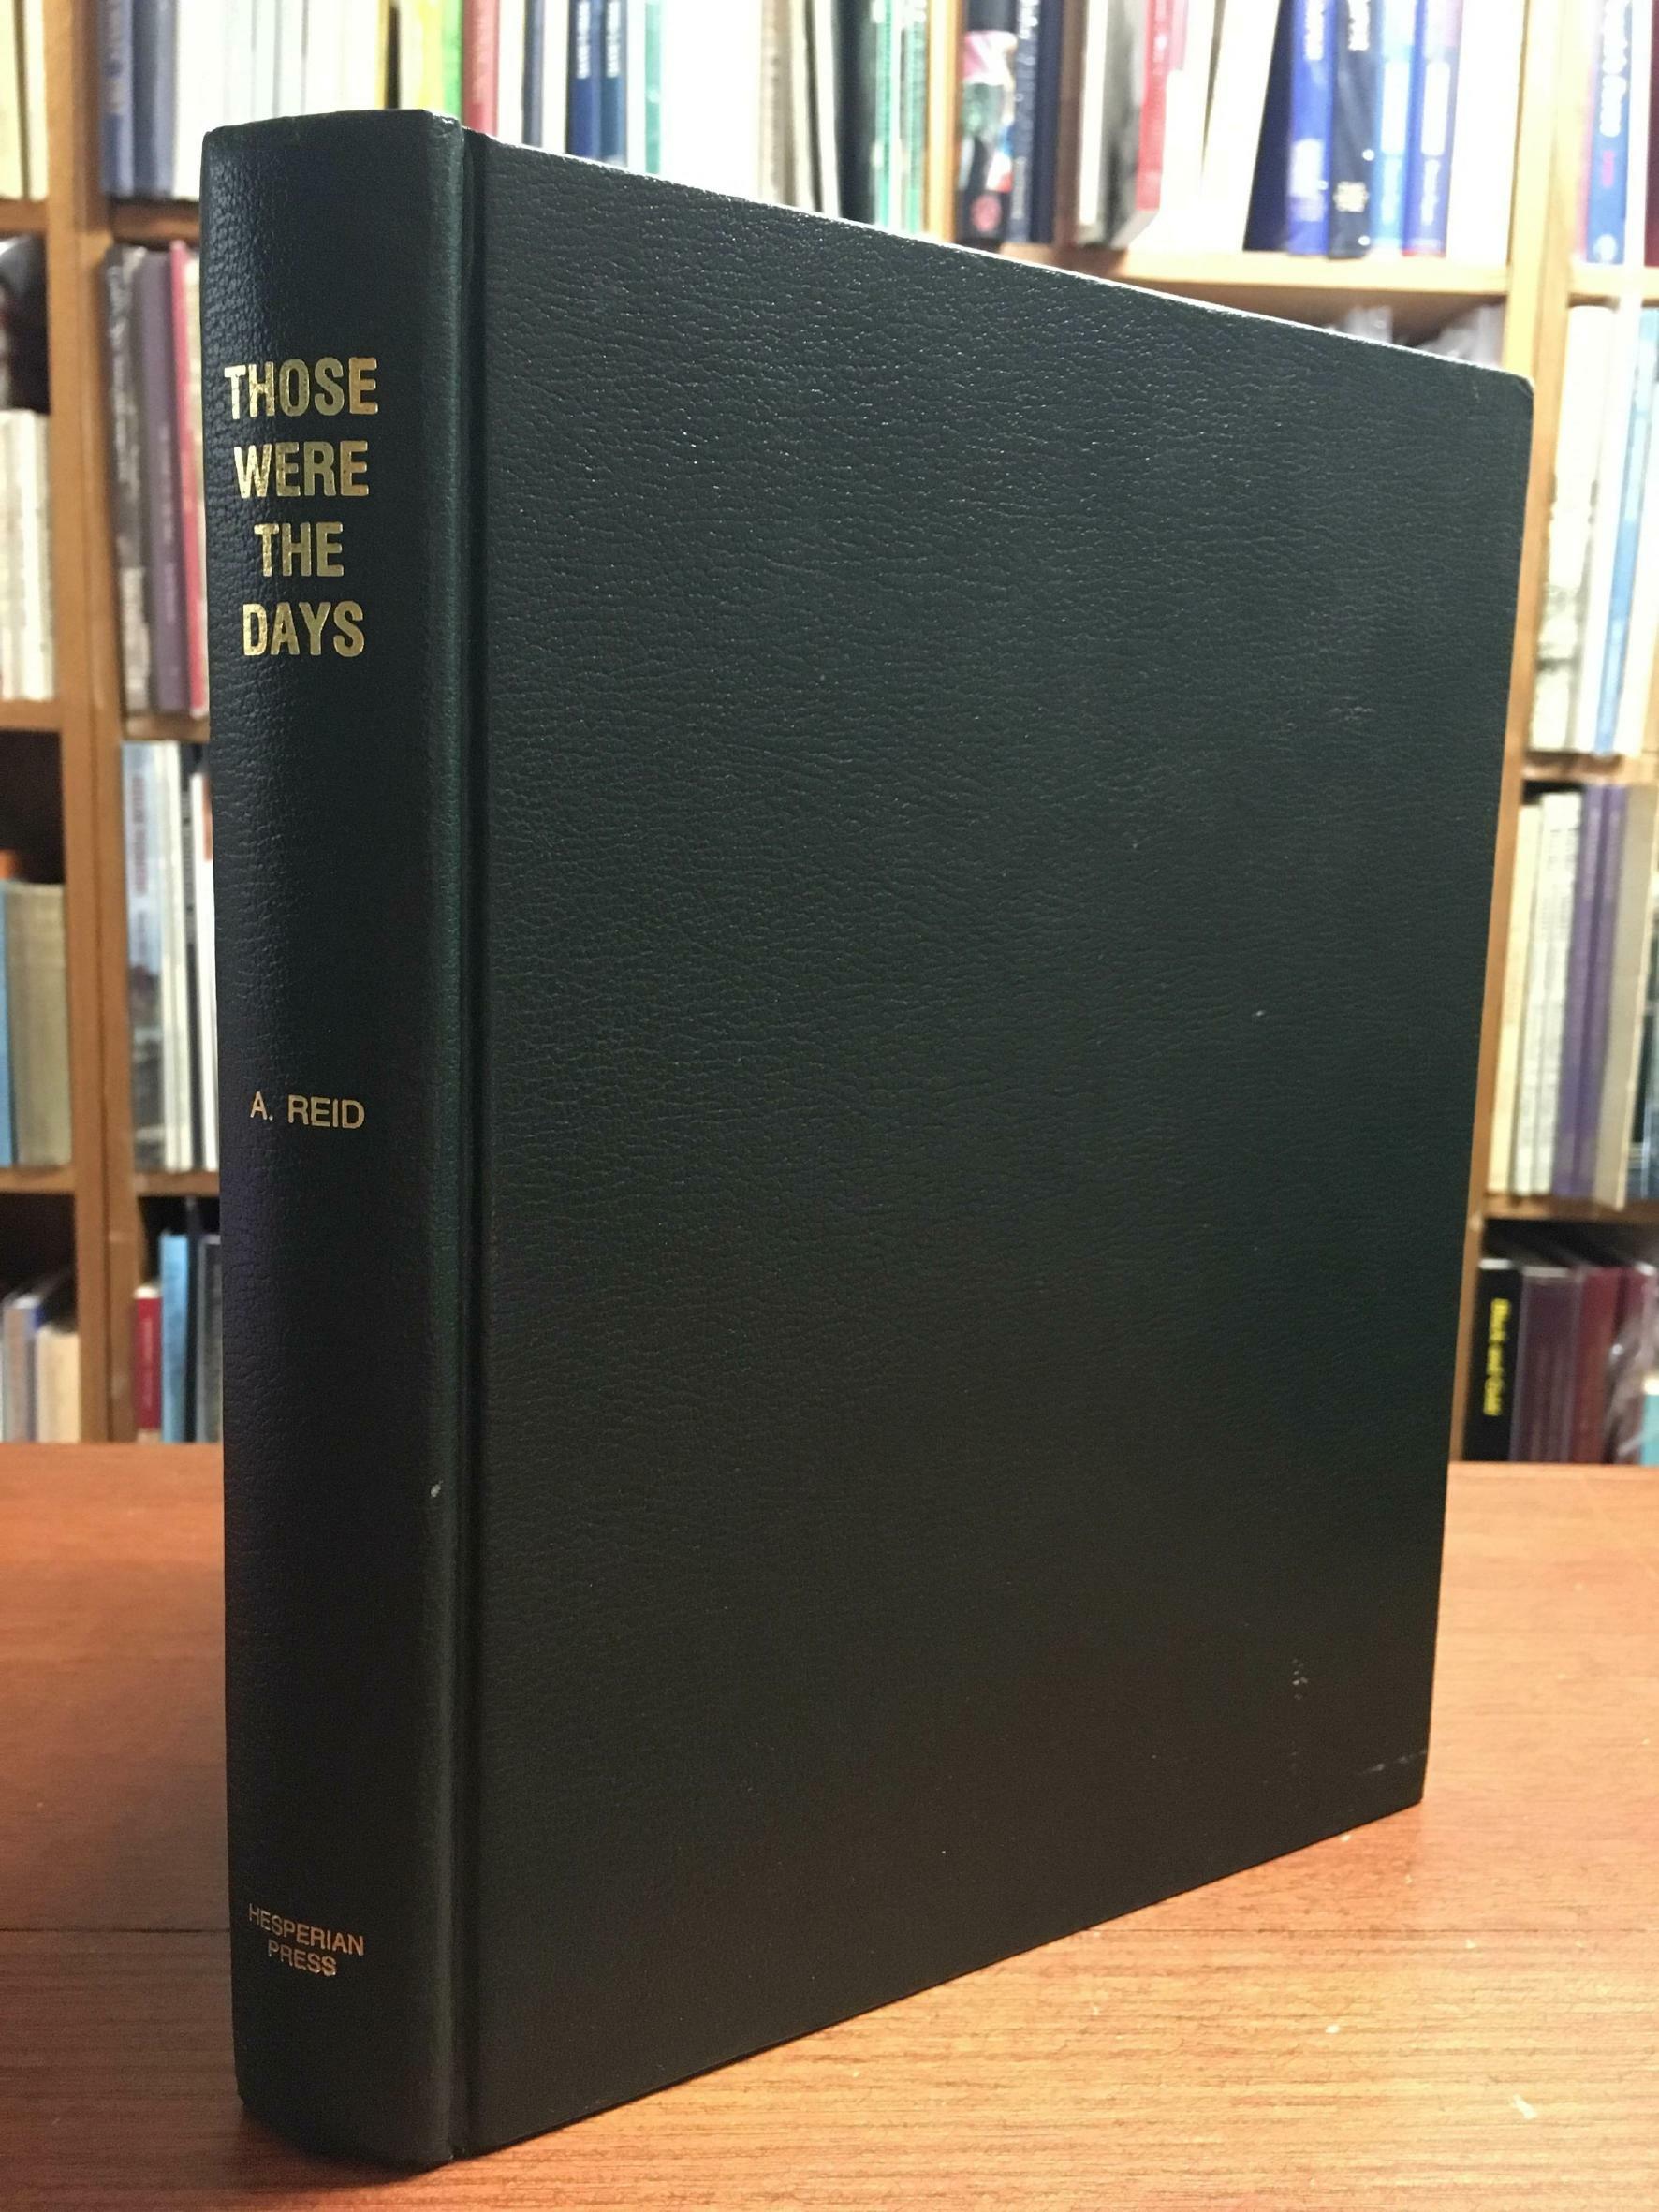 THOSE
WERE
THE
DAYS
A. REID
HESPERIAN
PRESS